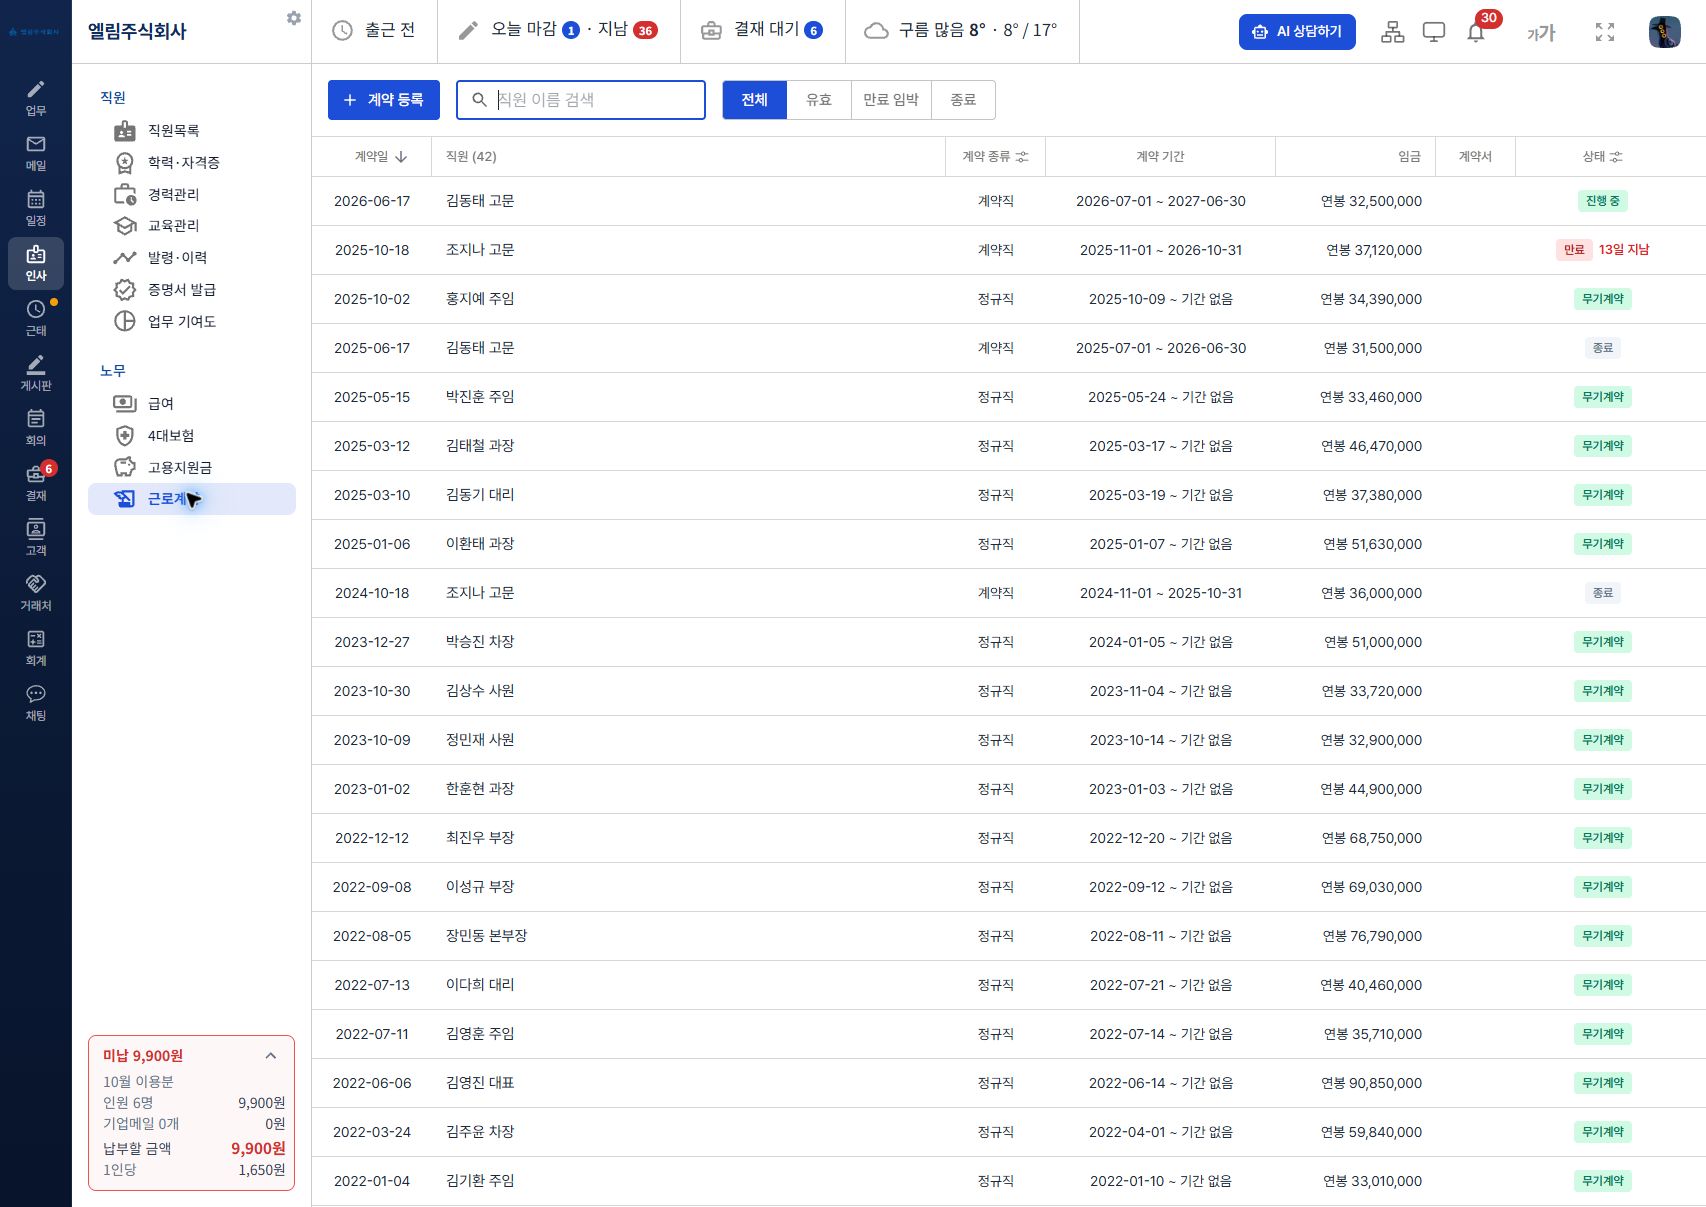 엘림주식회사
업무
메일
일정
인사
근태
게시판
회의
6
결재
고객
거래처
회계
채팅
엘림주식회사
직원
직원목록
학력·자격증
경력관리
교육관리
발령·이력
증명서 발급
업무 기여도
노무
급여
4대보험
고용지원금
근로계
미납 9,900원
10월 이용분
인원 6명 9,900원
기업메일 0개 0원
납부할 금액 9,900원
1인당 1,650원
출근 전
오늘 마감 1 · 지남 36
결재 대기 6
구름 많음 8° · 8° / 17°
AI 상담하기
30
가가
+ 계약 등록
직원 이름 검색
전체 유효 만료 임박 종료
계약일 직원 (42) 계약 종류 계약 기간 임금 계약서 상태
2026-06-17 김동태 고문 계약직 2026-07-01 ~ 2027-06-30 연봉 32,500,000 진행 중
2025-10-18 조지나 고문 계약직 2025-11-01 ~ 2026-10-31 연봉 37,120,000 만료 13일 지남
2025-10-02 홍지예 주임 정규직 2025-10-09 ~ 기간 없음 연봉 34,390,000 무기계약
2025-06-17 김동태 고문 계약직 2025-07-01 ~ 2026-06-30 연봉 31,500,000 종료
2025-05-15 박진훈 주임 정규직 2025-05-24 ~ 기간 없음 연봉 33,460,000 무기계약
2025-03-12 김태철 과장 정규직 2025-03-17 ~ 기간 없음 연봉 46,470,000 무기계약
2025-03-10 김동기 대리 정규직 2025-03-19 ~ 기간 없음 연봉 37,380,000 무기계약
2025-01-06 이환태 과장 정규직 2025-01-07 ~ 기간 없음 연봉 51,630,000 무기계약
2024-10-18 조지나 고문 계약직 2024-11-01 ~ 2025-10-31 연봉 36,000,000 종료
2023-12-27 박승진 차장 정규직 2024-01-05 ~ 기간 없음 연봉 51,000,000 무기계약
2023-10-30 김상수 사원 정규직 2023-11-04 ~ 기간 없음 연봉 33,720,000 무기계약
2023-10-09 정민재 사원 정규직 2023-10-14 ~ 기간 없음 연봉 32,900,000 무기계약
2023-01-02 한훈현 과장 정규직 2023-01-03 ~ 기간 없음 연봉 44,900,000 무기계약
2022-12-12 최진우 부장 정규직 2022-12-20 ~ 기간 없음 연봉 68,750,000 무기계약
2022-09-08 이성규 부장 정규직 2022-09-12 ~ 기간 없음 연봉 69,030,000 무기계약
2022-08-05 장민동 본부장 정규직 2022-08-11 ~ 기간 없음 연봉 76,790,000 무기계약
2022-07-13 이다희 대리 정규직 2022-07-21 ~ 기간 없음 연봉 40,460,000 무기계약
2022-07-11 김영훈 주임 정규직 2022-07-14 ~ 기간 없음 연봉 35,710,000 무기계약
2022-06-06 김영진 대표 정규직 2022-06-14 ~ 기간 없음 연봉 90,850,000 무기계약
2022-03-24 김주윤 차장 정규직 2022-04-01 ~ 기간 없음 연봉 59,840,000 무기계약
2022-01-04 김기환 주임 정규직 2022-01-10 ~ 기간 없음 연봉 33,010,000 무기계약